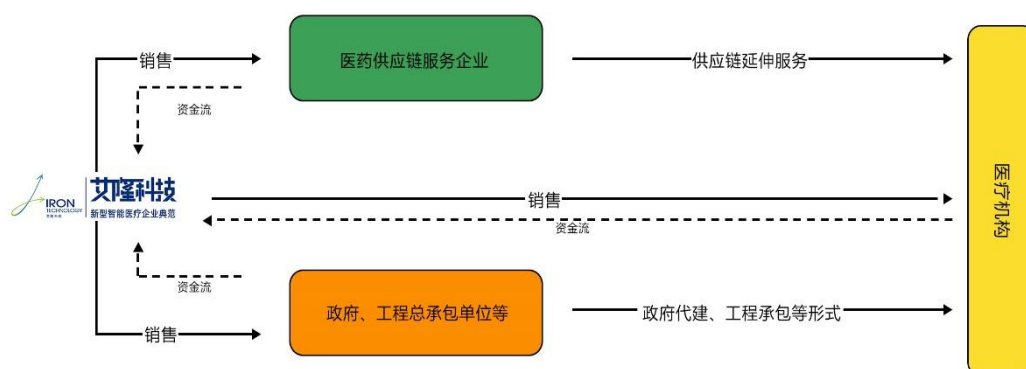 销售
医药供应链服务企业
供应链延伸服务
资金流
IRON
TECHNOLOGY
艾隆科技
新型智能医疗企业典范
销售
资金流
医疗机构
资金流
销售
政府、工程总承包单位等
政府代建、工程承包等形式